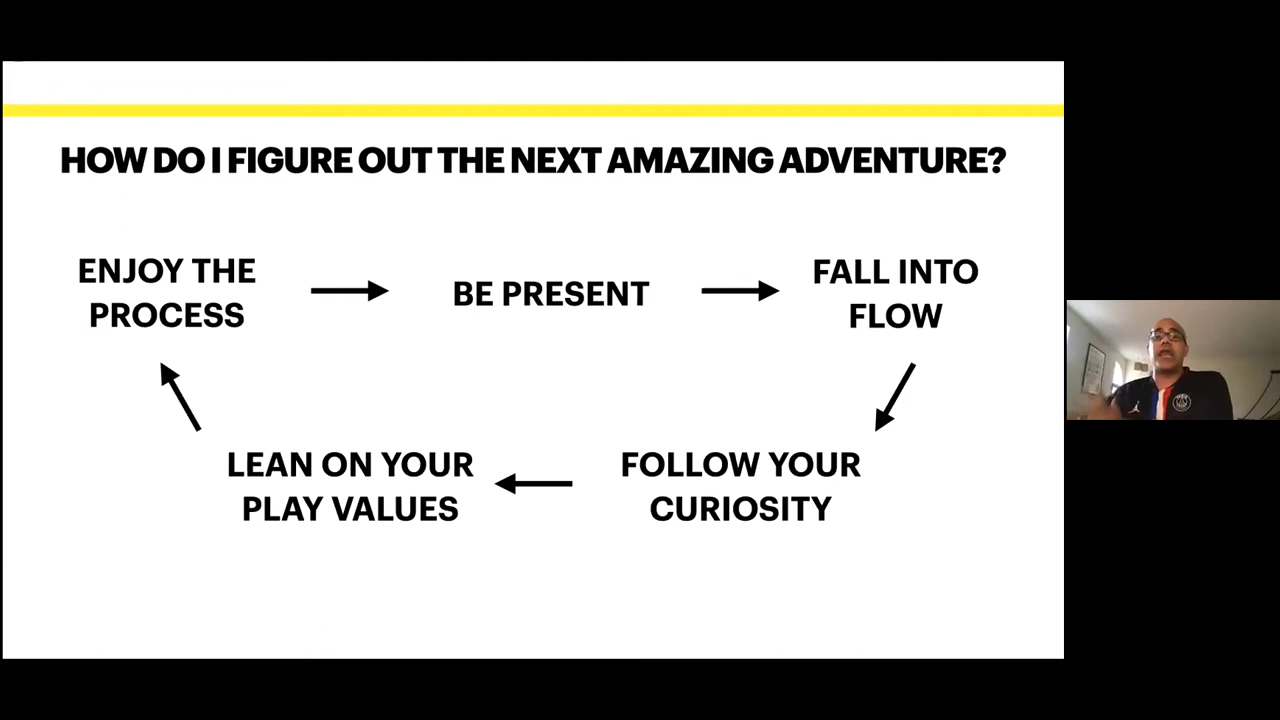 HOW DO I FIGURE OUT THE NEXT AMAZING ADVENTURE?
ENJOY THE
PROCESS
BE PRESENT
FALL INTO
FLOW
FOLLOW YOUR
CURIOSITY
LEAN ON YOUR
PLAY VALUES